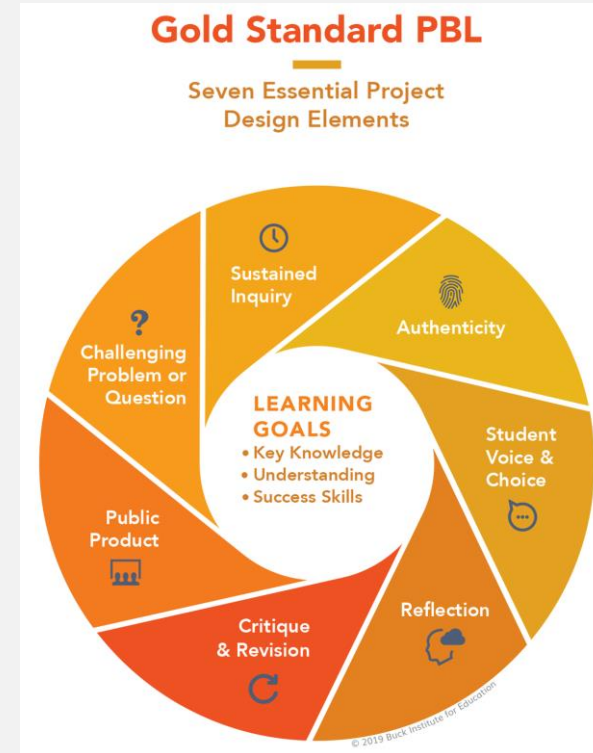 Gold Standard PBL
Seven Essential Project
Design Elements
?
Challenging
Problem or
Question
Sustained
Inquiry
Authenticity
Student
Voice &
Choice
Reflection
Critique
& Revision
Public
Product
LEARNING
GOALS
• Key Knowledge
• Understanding
• Success Skills
© 2019 Buck Institute for Education